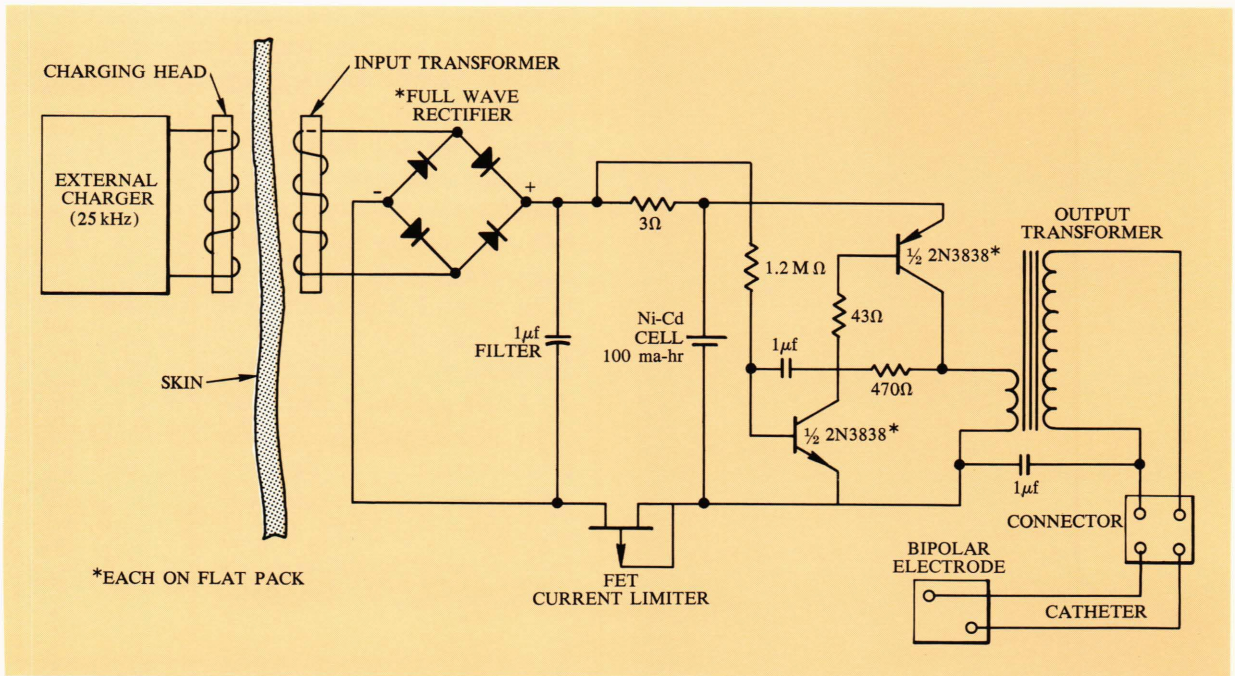 CHARGING HEAD
INPUT TRANSFORMER
*FULL WAVE
RECTIFIER
EXTERNAL
CHARGER
(25 kHz)
-
+
3Ω
OUTPUT
TRANSFORMER
½ 2N3838*
1.2 M Ω
43Ω
1μf
FILTER
Ni-Cd
CELL
100 ma-hr
1μf
470Ω
SKIN
½ 2N3838*
1μf
CONNECTOR
BIPOLAR
ELECTRODE
*EACH ON FLAT PACK
FET
CURRENT LIMITER
CATHETER